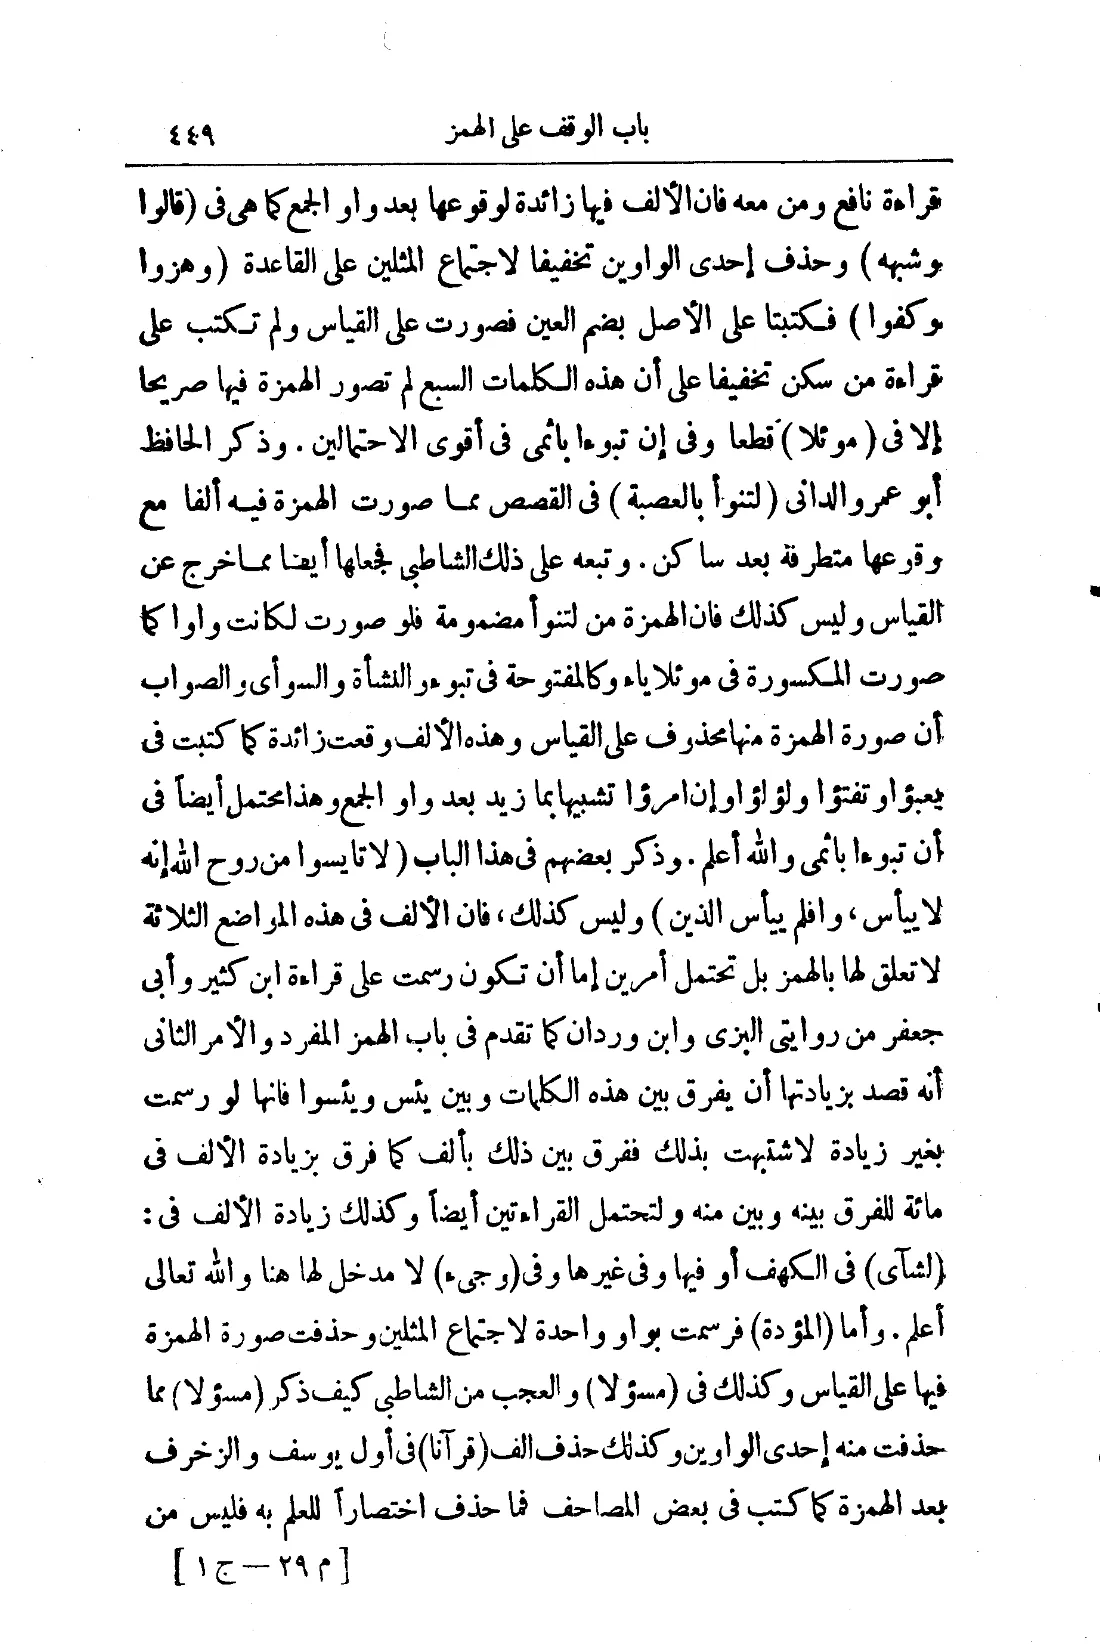 باب الوقف على الهمز ٤٤٩
قراءة نافع ومن معه فان الألف فيها زائدة لوقوعها بعد واو الجمع كما هى فى (قالوا
وشبهه) وحذف إحدى الواوين تخفيفا لاجتماع المثلين على القاعدة (وهزوا
وكفوا) فكتبتا على الأصل بضم العين فصورت على القياس ولم تكتب على
قراءة من سكن تخفيفا على أن هذه الكلمات السبع لم تصور الهمزة فيها صريحا
إلا فى (موئلا) قطعا وفى إن تبوءا باثمى فى أقوى الاحتمالين . وذكر الحافظ
أبو عمرو الدانى (لتنوأ بالعصبة) فى القصص مما صورت الهمزة فيه ألفا مع
وقوعها متطرفة بعد ساكن . وتبعه على ذلك الشاطبى فجعلها أيضا مما خرج عن
القياس وليس كذلك فان الهمزة من لتنوأ مضمومة فلو صورت لكانت واوا كما
صورت المكسورة فى موئلا ياء وكالمفتوحة فى تبوء والنشأة والسوأى والصواب
أن صورة الهمزة منها محذوف على القياس وهذه الألف وقعت زائدة كما كتبت فى
يعبؤا وتفتؤا ولؤلؤا وإن امرؤا تشبيها بما زيد بعد واو الجمع وهذا محتمل أيضاً فى
أن تبوءا باثمى والله أعلم . وذكر بعضهم فى هذا الباب (لا تايسوا من روح الله إنه
لا ييأس ، وافلم ييأس الذين) وليس كذلك ، فان الألف فى هذه المواضع الثلاثة
لا تعلق لها بالهمز بل تحتمل أمرين إما أن تكون رسمت على قراءة ابن كثير وأبى
جعفر من روايتى البزى وابن وردان كما تقدم فى باب الهمز المفرد والأمر الثانى
أنه قصد بزيادتها أن يفرق بين هذه الكلمات وبين يئس ويئسوا فانها لو رسمت
بغير زيادة لاشتبهت بذلك ففرق بين ذلك بألف كما فرق بزيادة الألف فى
مائة للفرق بينه وبين منه ولتحتمل القراءتين أيضاً وكذلك زيادة الألف فى :
(لشآى) فى الكهف أو فيها وفى غيرها وفى (وجىء) لا مدخل لها هنا والله تعالى
أعلم . وأما (المؤدة) فرسمت بواو واحدة لاجتماع المثلين وحذفت صورة الهمزة
فيها على القياس وكذلك فى (مسؤلا) والعجب من الشاطبى كيف ذكر (مسؤلا) مما
حذفت منه إحدى الواوين وكذلك حذف الف (قرآنا) فى أول يوسف والزخرف
بعد الهمزة كما كتب فى بعض المصاحف فما حذف اختصاراً للعلم به فليس من
[م ٢٩ — ج ١]